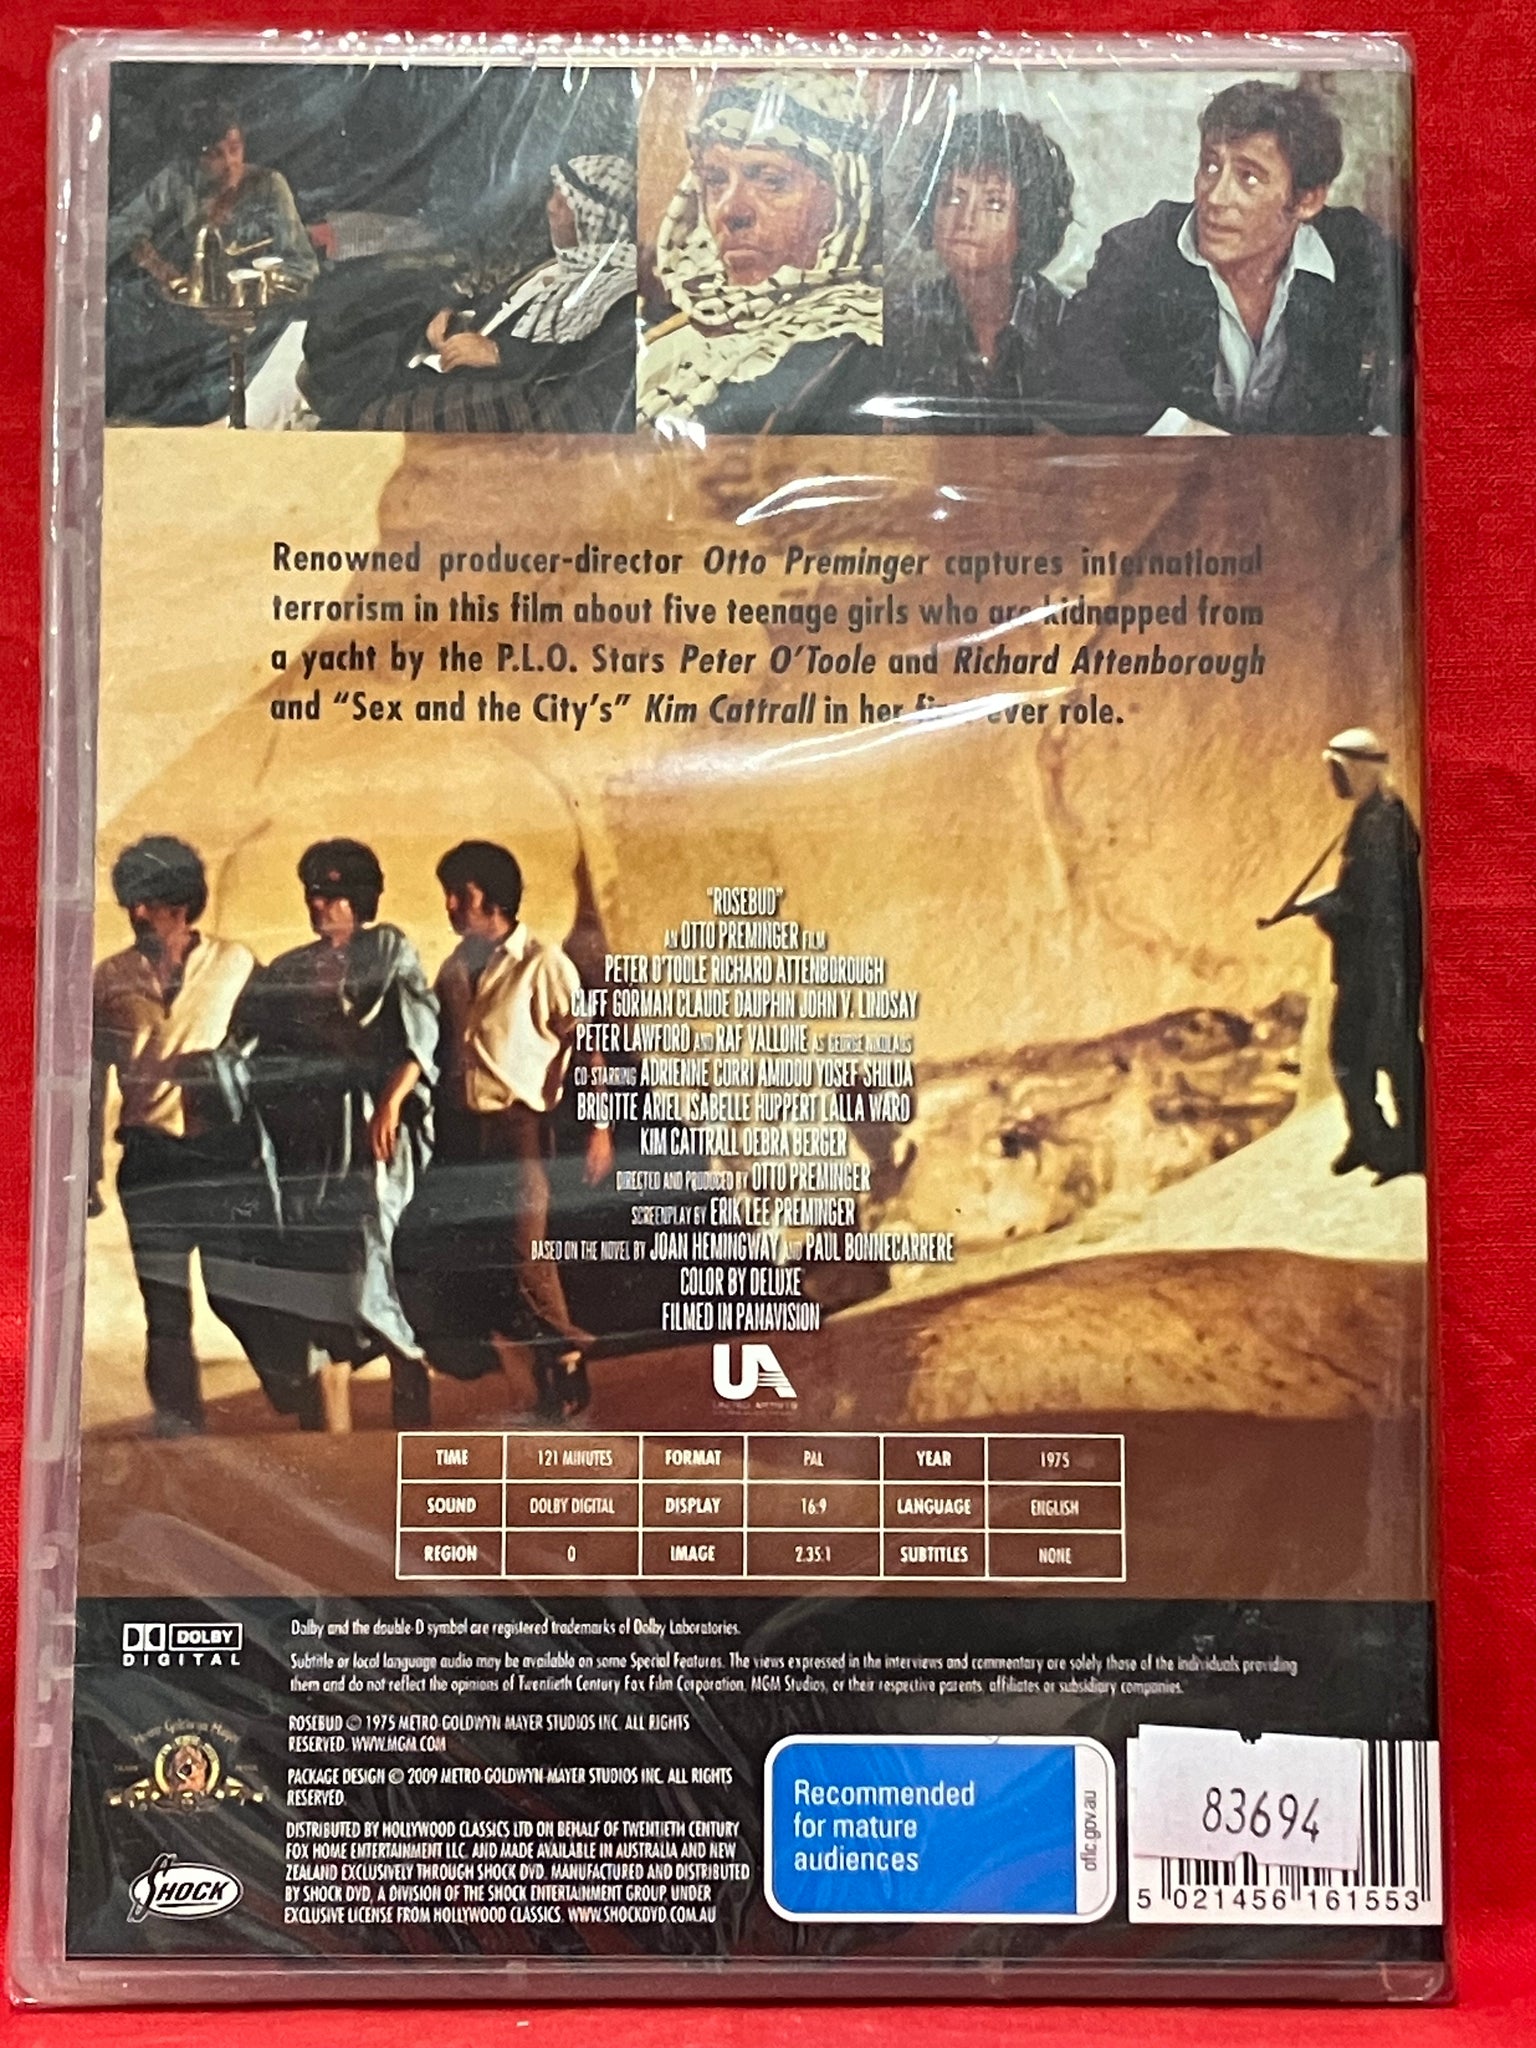 Renowned producer-director Otto Preminger captures international
terrorism in this film about five teenage girls who are kidnapped from
a yacht by the P.L.O. Stars Peter O'Toole and Richard Attenborough
and "Sex and the City's" Kim Cattrall in her first ever role.
"ROSEBUD"
AN OTTO PREMINGER FILM
PETER O'TOOLE RICHARD ATTENBOROUGH
CLIFF GORMAN CLAUDE DAUPHIN JOHN V. LINDSAY
PETER LAWFORD AND RAF VALLONE AS GEORGE NIKOLAUS
CO-STARRING ADRIENNE CORRI AMIDOU YOSEF SHILOA
BRIGITTE ARIEL ISABELLE HUPPERT LALLA WARD
KIM CATTRALL DEBRA BERGER
DIRECTED AND PRODUCED BY OTTO PREMINGER
SCREENPLAY BY ERIK LEE PREMINGER
BASED ON THE NOVEL BY JOAN HEMINGWAY AND PAUL BONNECARRERE
COLOR BY DELUXE
FILMED IN PANAVISION
UA
UNITED ARTISTS
TIME 121 MINUTES FORMAT PAL YEAR 1975
SOUND DOLBY DIGITAL DISPLAY 16:9 LANGUAGE ENGLISH
REGION 0 IMAGE 2.35:1 SUBTITLES NONE
DOLBY
DIGITAL
Dolby and the double-D symbol are registered trademarks of Dolby Laboratories.
Subtitle or local language audio may be available on some Special Features. The views expressed in the interviews and commentary are solely those of the individuals providing
them and do not reflect the opinions of Twentieth Century Fox Film Corporation, MGM Studios, or their respective parents, affiliates or subsidiary companies.
Metro Goldwyn Mayer
TRADE MARK
ROSEBUD © 1975 METRO-GOLDWYN-MAYER STUDIOS INC. ALL RIGHTS
RESERVED. WWW.MGM.COM
PACKAGE DESIGN © 2009 METRO-GOLDWYN-MAYER STUDIOS INC. ALL RIGHTS
RESERVED.
DISTRIBUTED BY HOLLYWOOD CLASSICS LTD ON BEHALF OF TWENTIETH CENTURY
FOX HOME ENTERTAINMENT LLC. AND MADE AVAILABLE IN AUSTRALIA AND NEW
ZEALAND EXCLUSIVELY THROUGH SHOCK DVD. MANUFACTURED AND DISTRIBUTED
BY SHOCK DVD, A DIVISION OF THE SHOCK ENTERTAINMENT GROUP, UNDER
EXCLUSIVE LICENSE FROM HOLLYWOOD CLASSICS. WWW.SHOCKDVD.COM.AU
SHOCK
Recommended
for mature
audiences
oflc.gov.au
83694
5 021456 161553